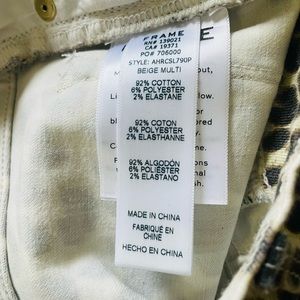 FRAME
RN# 139021
CA# 19371
PO# 706000
STYLE: AHRCSL790P
BEIGE MULTI
92% COTTON
6% POLYESTER
2% ELASTANE
92% COTON
6% POLYESTER
2% ELASTHANNE
92% ALGODÓN
6% POLIÉSTER
2% ELASTANO
MADE IN CHINA
FABRIQUÉ EN
CHINE
HECHO EN CHINA